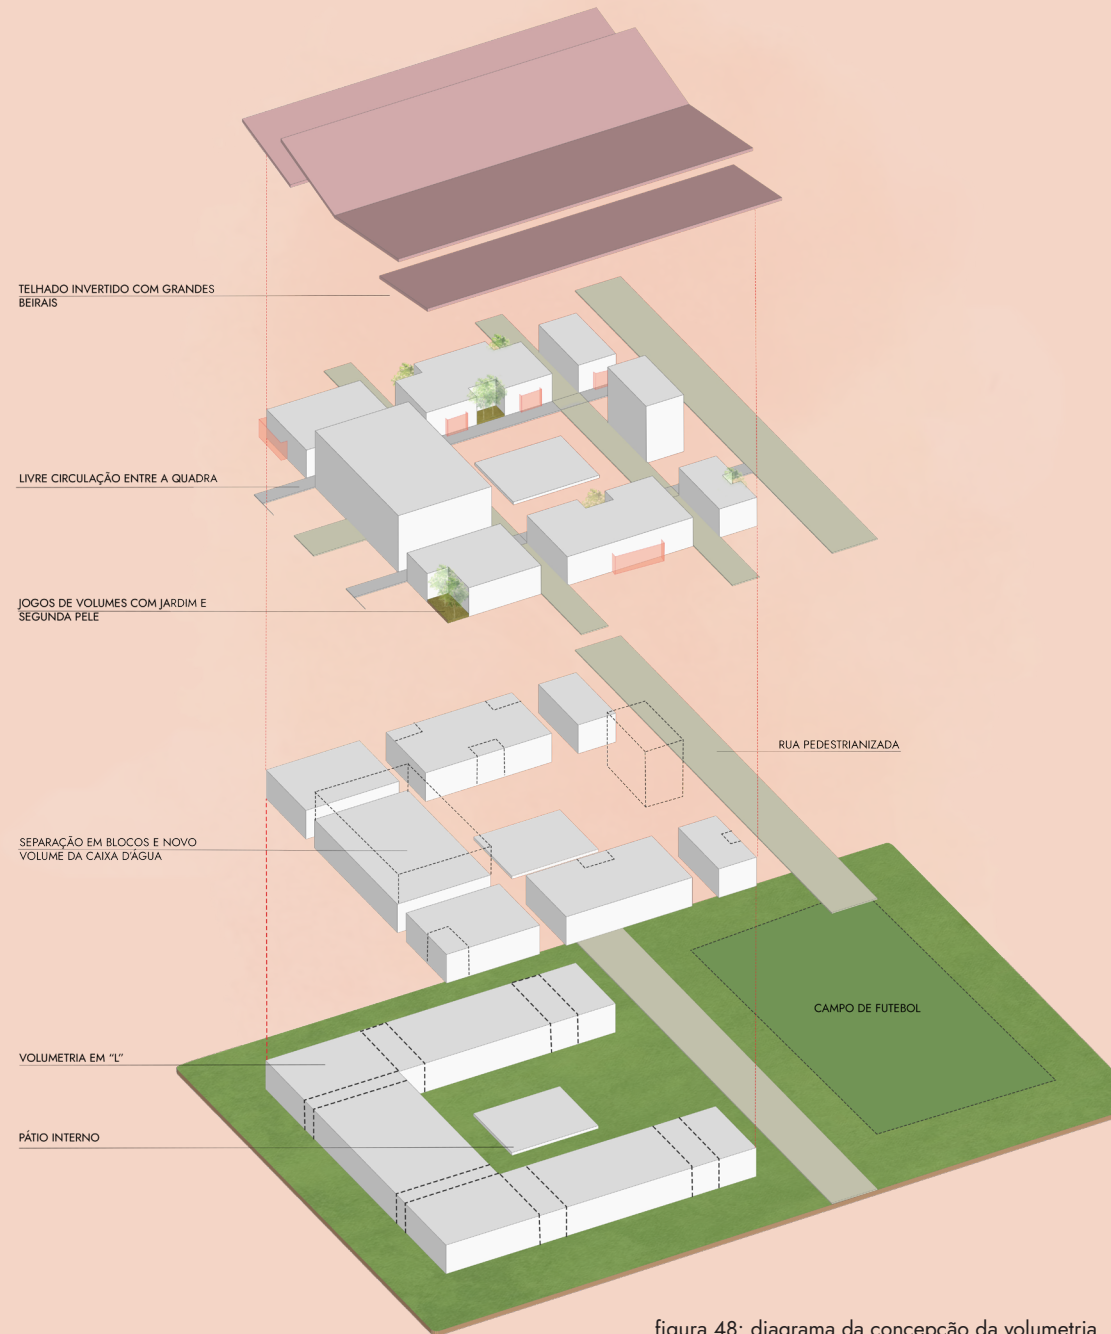 TELHADO INVERTIDO COM GRANDES
BEIRAIS
LIVRE CIRCULAÇÃO ENTRE A QUADRA
JOGOS DE VOLUMES COM JARDIM E
SEGUNDA PELE
RUA PEDESTRIANIZADA
SEPARAÇÃO EM BLOCOS E NOVO
VOLUME DA CAIXA D'ÁGUA
CAMPO DE FUTEBOL
VOLUMETRIA EM “L”
PÁTIO INTERNO
figura 48: diagrama da concepção da volumetria